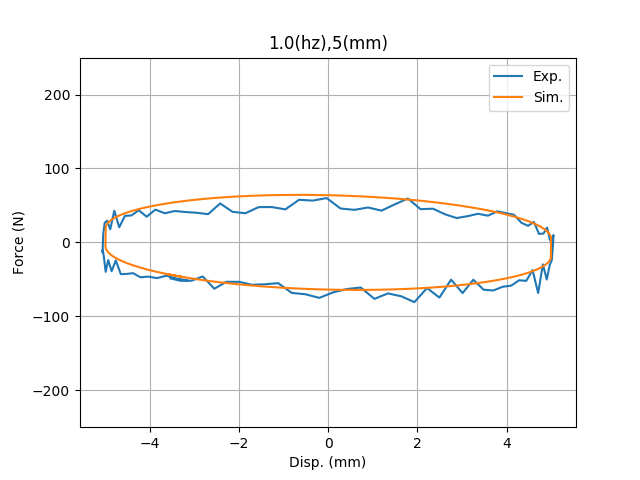 1.0(hz),5(mm)
Exp.
Sim.
200
100
0
−100
−200
Force (N)
−4
−2
0
2
4
Disp. (mm)